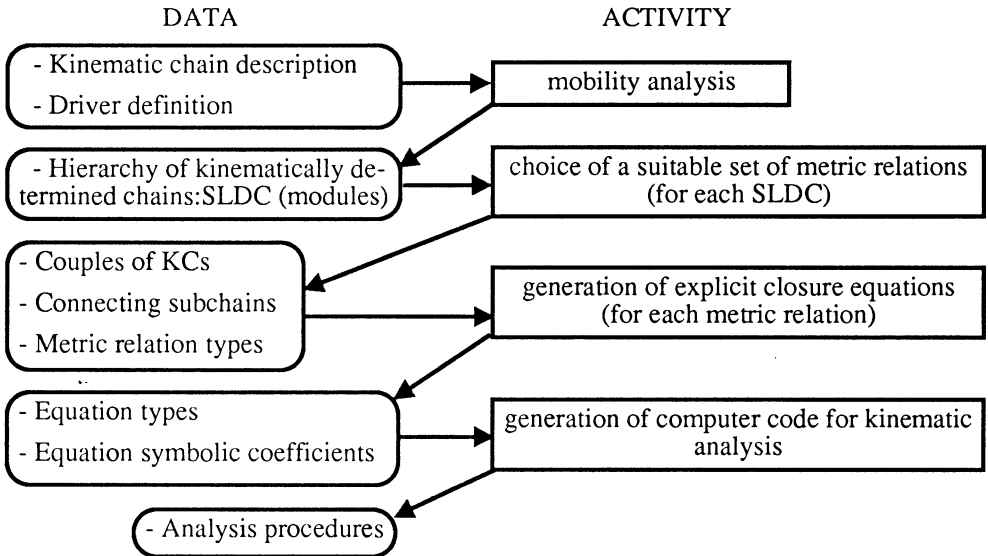 DATA
ACTIVITY
- Kinematic chain description
- Driver definition
mobility analysis
- Hierarchy of kinematically de-
termined chains:SLDC (modules)
choice of a suitable set of metric relations
(for each SLDC)
- Couples of KCs
- Connecting subchains
- Metric relation types
generation of explicit closure equations
(for each metric relation)
- Equation types
- Equation symbolic coefficients
generation of computer code for kinematic
analysis
- Analysis procedures